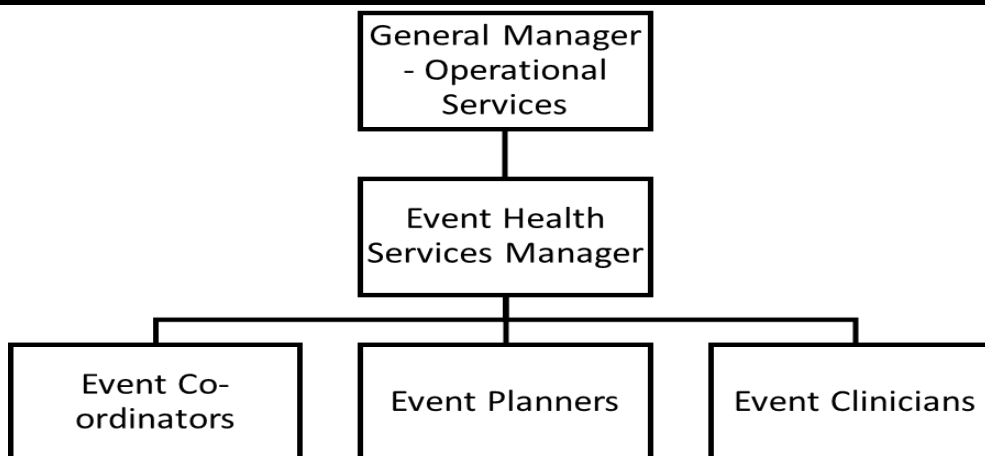 General Manager
- Operational
Services
Event Health
Services Manager
Event Co-
ordinators
Event Planners
Event Clinicians